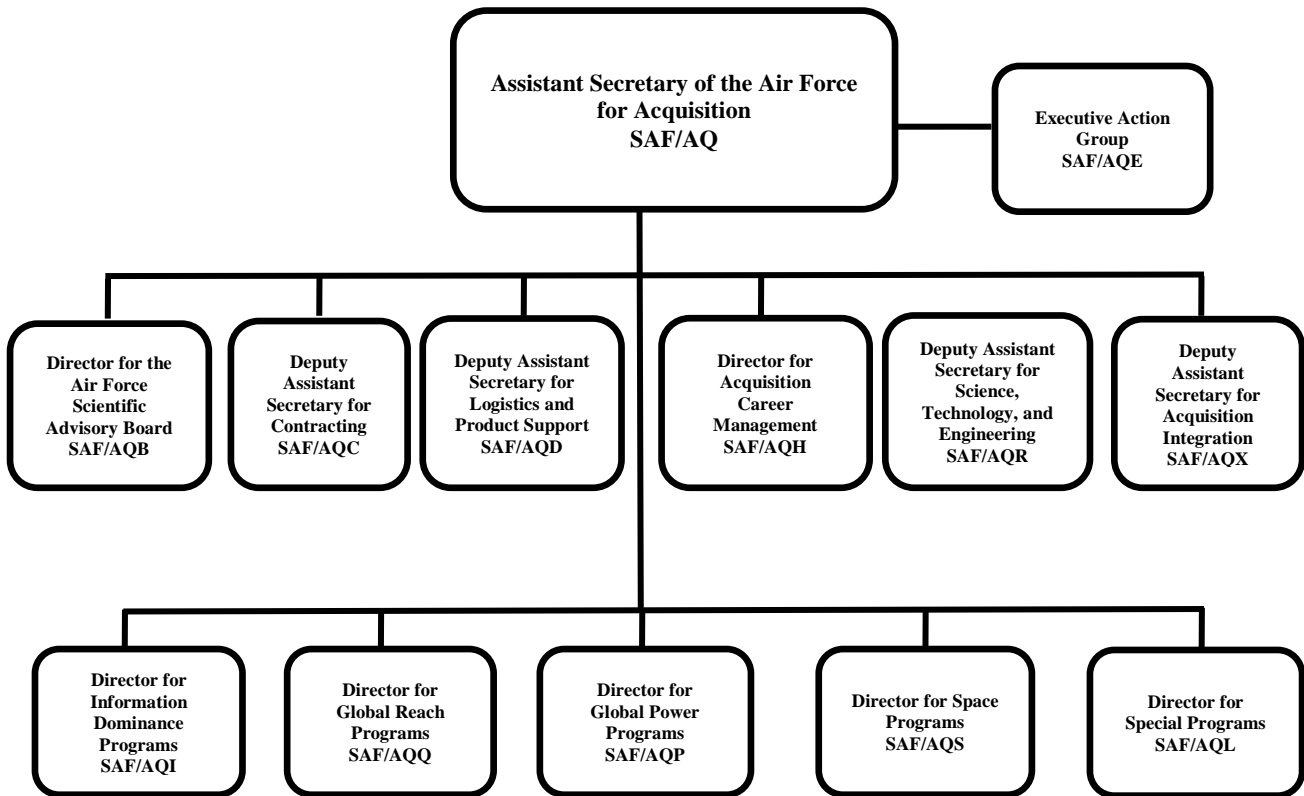 Assistant Secretary of the Air Force
for Acquisition
SAF/AQ
Executive Action
Group
SAF/AQE
Director for the
Air Force
Scientific
Advisory Board
SAF/AQB
Deputy
Assistant
Secretary for
Contracting
SAF/AQC
Deputy Assistant
Secretary for
Logistics and
Product Support
SAF/AQD
Director for
Acquisition
Career
Management
SAF/AQH
Deputy Assistant
Secretary for
Science,
Technology, and
Engineering
SAF/AQR
Deputy
Assistant
Secretary for
Acquisition
Integration
SAF/AQX
Director for
Information
Dominance
Programs
SAF/AQI
Director for
Global Reach
Programs
SAF/AQQ
Director for
Global Power
Programs
SAF/AQP
Director for Space
Programs
SAF/AQS
Director for
Special Programs
SAF/AQL